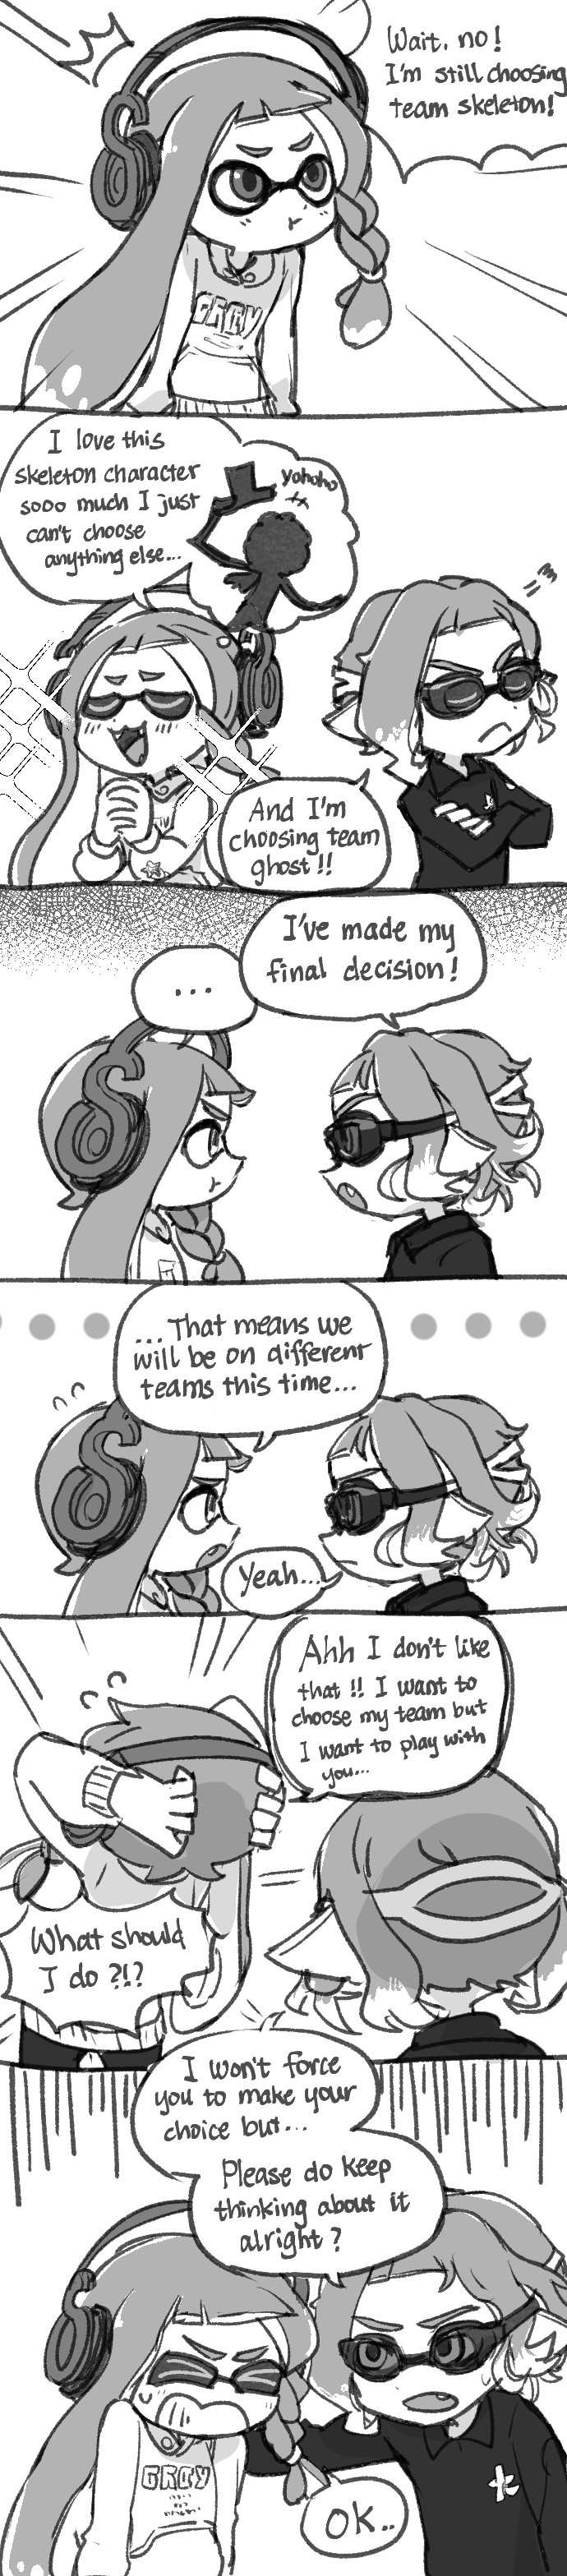 Wait, no!
I'm still choosing
team skeleton!
GRGY
I love this
skeleton character
sooo much I just
can't choose
anything else...
Yohoho
And I'm
choosing team
ghost!!
I've made my
final decision!
...
...That means we
will be on different
teams this time...
Yeah...
Ahh I don't like
that!! I want to
choose my team but
I want to play with
you...
What should
I do?!?
I won't force
you to make your
choice but...
Please do keep
thinking about it
alright?
GRGY
OK..